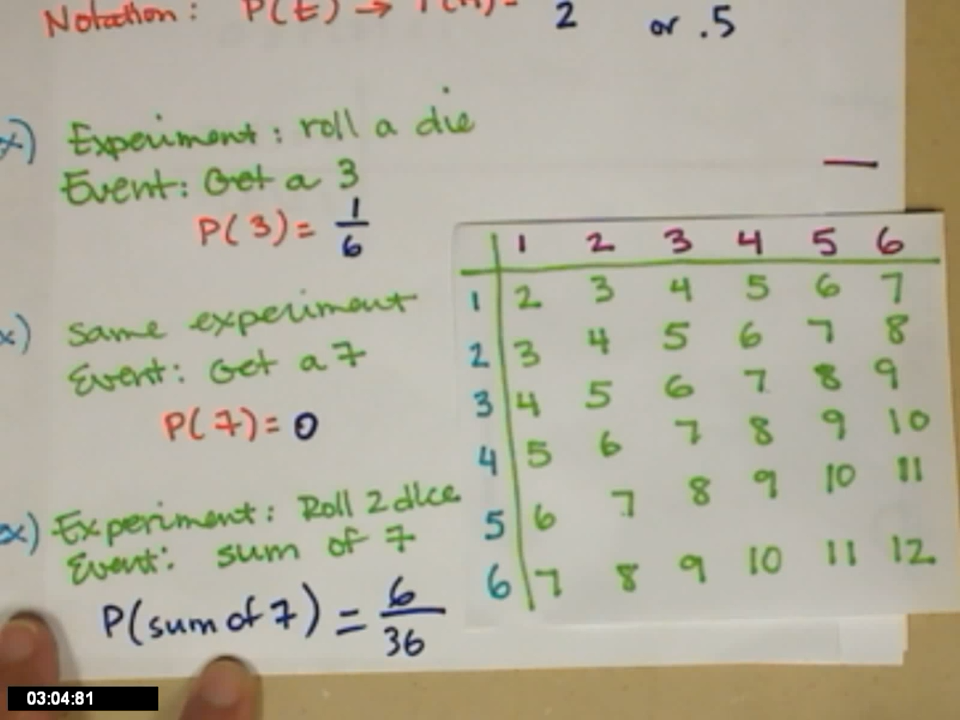 Notation: P(E) → P(H)=
2 or .5
x) Experiment: roll a die
Event: Get a 3
P(3) = 1/6
x) same experiment
Event: Get a 7
P(7) = 0
x) Experiment: Roll 2 dice
Event: sum of 7
P(sum of 7) = 6/36
1 2 3 4 5 6
1 2 3 4 5 6 7
2 3 4 5 6 7 8
3 4 5 6 7 8 9
4 5 6 7 8 9 10
5 6 7 8 9 10 11
6 7 8 9 10 11 12
03:04:81